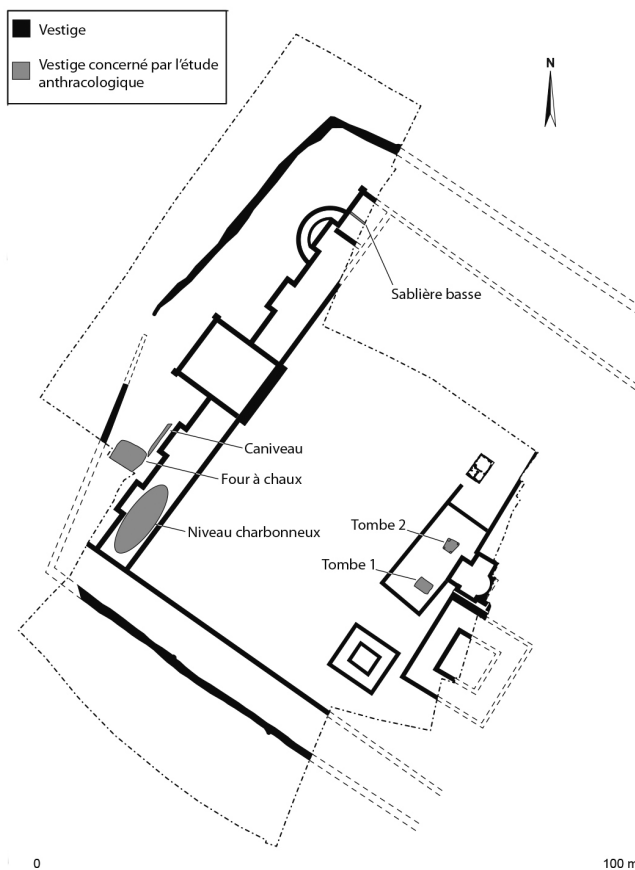 Vestige
Vestige concerné par l'étude
anthracologique
N
Sablière basse
Caniveau
Four à chaux
Niveau charbonneux
Tombe 2
Tombe 1
0
100 m